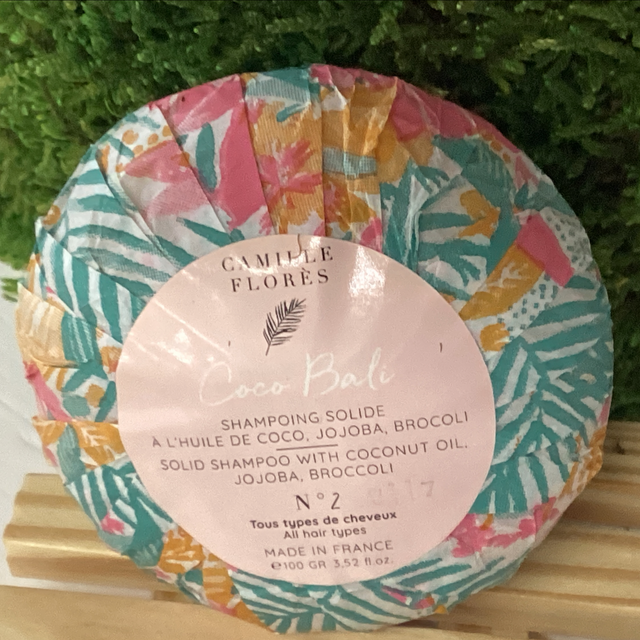 CAMILLE
FLORÈS
Coco Bali
SHAMPOING SOLIDE
A L'HUILE DE COCO, JOJOBA, BROCOLI
SOLID SHAMPOO WITH COCONUT OIL.
JOJOBA, BROCCOLI
N°2
Tous types de cheveux
All hair types
MADE IN FRANCE
℮100 GR 3,52 fl.oz.